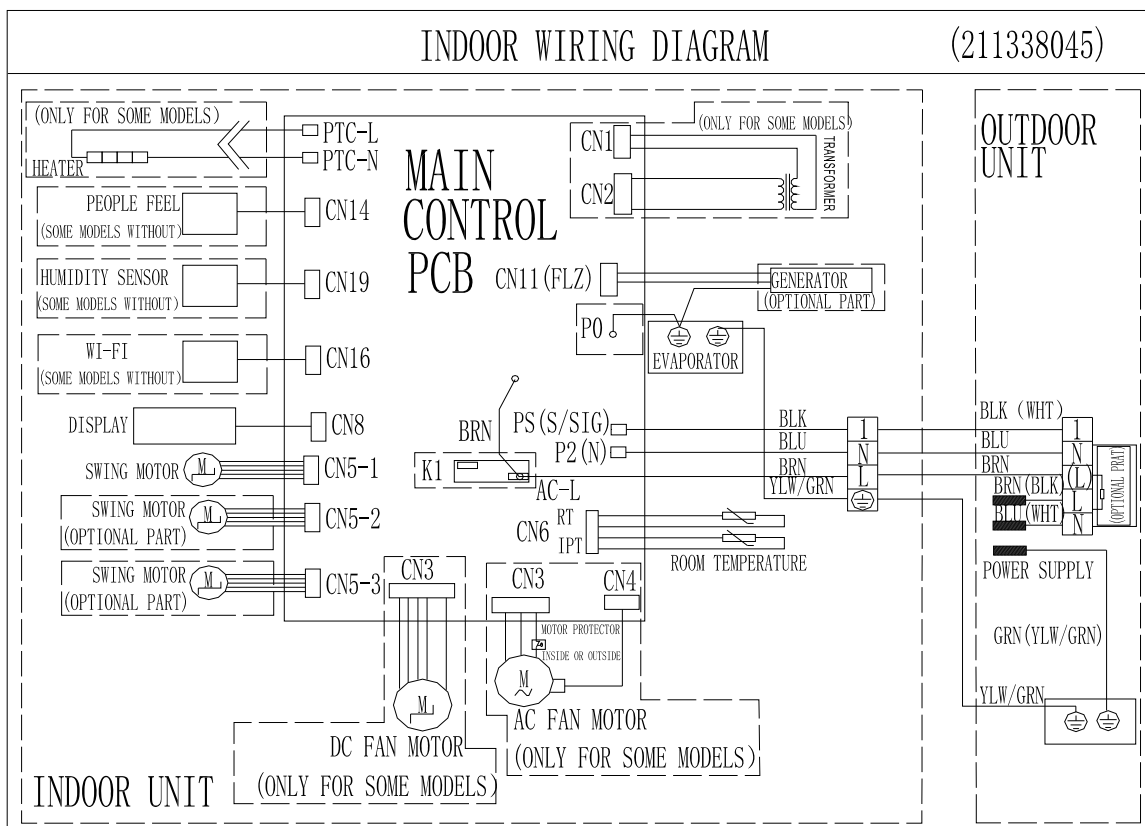 INDOOR WIRING DIAGRAM (211338045)
(ONLY FOR SOME MODELS)
HEATER
PTC-L
PTC-N
PEOPLE FEEL
(SOME MODELS WITHOUT)
CN14
HUMIDITY SENSOR
(SOME MODELS WITHOUT)
CN19
WI-FI
(SOME MODELS WITHOUT)
CN16
DISPLAY
CN8
SWING MOTOR
M
CN5-1
SWING MOTOR
(OPTIONAL PART)
M
CN5-2
SWING MOTOR
(OPTIONAL PART)
M
CN5-3
MAIN
CONTROL
PCB
(ONLY FOR SOME MODELS)
CN1
CN2
TRANSFORMER
CN11(FLZ)
GENERATOR
(OPTIONAL PART)
P0
EVAPORATOR
BRN
K1
PS(S/SIG)
P2(N)
AC-L
BLK
BLU
BRN
YLW/GRN
1
N
L
CN6
RT
IPT
ROOM TEMPERATURE
CN3
M
DC FAN MOTOR
(ONLY FOR SOME MODELS)
CN3
CN4
MOTOR PROTECTOR
INSIDE OR OUTSIDE
M
AC FAN MOTOR
(ONLY FOR SOME MODELS)
INDOOR UNIT
OUTDOOR
UNIT
BLK (WHT)
BLU
BRN
BRN(BLK)
BLU(WHT)
1
N
(L)
L
N
(OPTIONAL PRAT)
POWER SUPPLY
GRN(YLW/GRN)
YLW/GRN